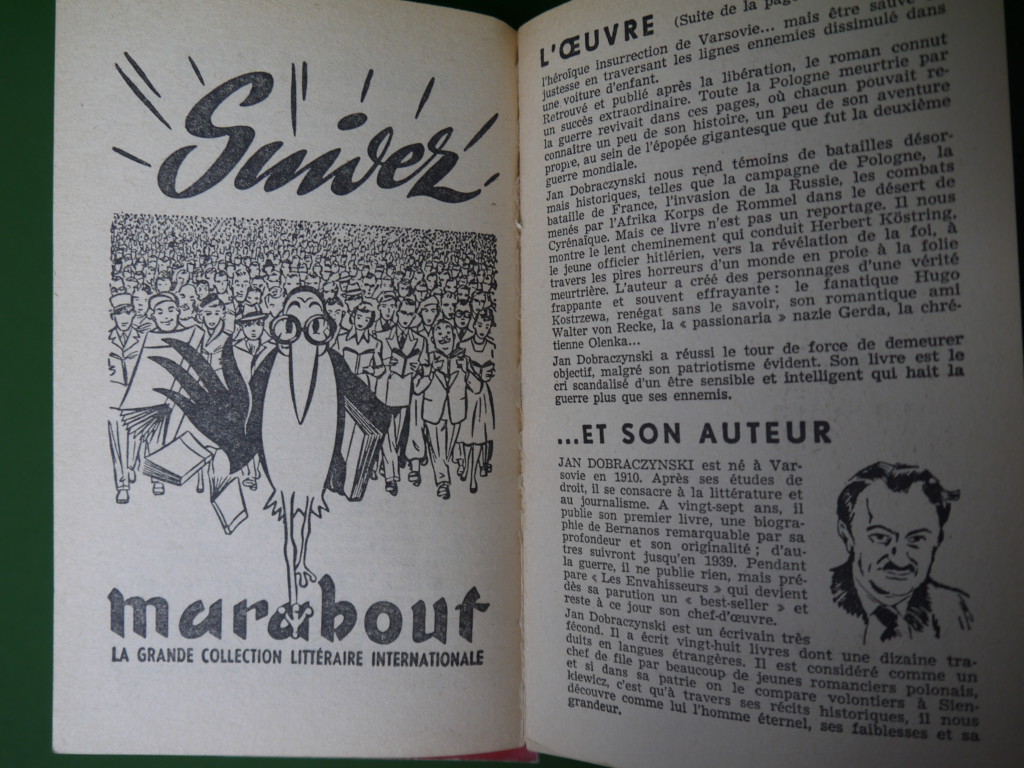 Suivez
marabout
LA GRANDE COLLECTION LITTÉRAIRE INTERNATIONALE
L'ŒUVRE (Suite de la page
l'héroïque insurrection de Varsovie... mais être sauvé de
justesse en traversant les lignes ennemies dissimulé dans
une voiture d'enfant.
Retrouvé et publié après la libération, le roman connut
un succès extraordinaire. Toute la Pologne meurtrie par
la guerre revivait dans ces pages, où chacun pouvait re-
connaître un peu de son histoire, un peu de son aventure
propre, au sein de l'épopée gigantesque que fut la deuxième
guerre mondiale.
Jan Dobraczynski nous rend témoins de batailles désor-
mais historiques, telles que la campagne de Pologne, la
bataille de France, l'invasion de la Russie, les combats
menés par l'Afrika Korps de Rommel dans le désert de
Cyrénaïque. Mais ce livre n'est pas un reportage. Il nous
montre le lent cheminement qui conduit Herbert Köstring,
le jeune officier hitlérien, vers la révélation de la foi, à
travers les pires horreurs d'un monde en proie à la folie
meurtrière. L'auteur a créé des personnages d'une vérité
frappante et souvent effrayante : le fanatique Hugo
Kostrzewa, renégat sans le savoir, son romantique ami
Walter von Recke, la « passionaria » nazie Gerda, la chré-
tienne Olenka...
Jan Dobraczynski a réussi le tour de force de demeurer
objectif, malgré son patriotisme évident. Son livre est le
cri scandalisé d'un être sensible et intelligent qui hait la
guerre plus que ses ennemis.
...ET SON AUTEUR
JAN DOBRACZYNSKI est né à Var-
sovie en 1910. Après ses études de
droit, il se consacre à la littérature et
au journalisme. A vingt-sept ans, il
publie son premier livre, une biogra-
phie de Bernanos remarquable par sa
profondeur et son originalité ; d'au-
tres suivront jusqu'en 1939. Pendant
la guerre, il ne publie rien, mais pré-
pare « Les Envahisseurs » qui devient
dès sa parution un « best-seller » et
reste à ce jour son chef-d'œuvre.
Jan Dobraczynski est un écrivain très
fécond. Il a écrit vingt-huit livres dont une dizaine tra-
duits en langues étrangères. Il est considéré comme un
chef de file par beaucoup de jeunes romanciers polonais,
et si dans sa patrie on le compare volontiers à Sien-
kiewicz, c'est qu'à travers ses récits historiques, il nous
découvre comme lui l'homme éternel, ses faiblesses et sa
grandeur.